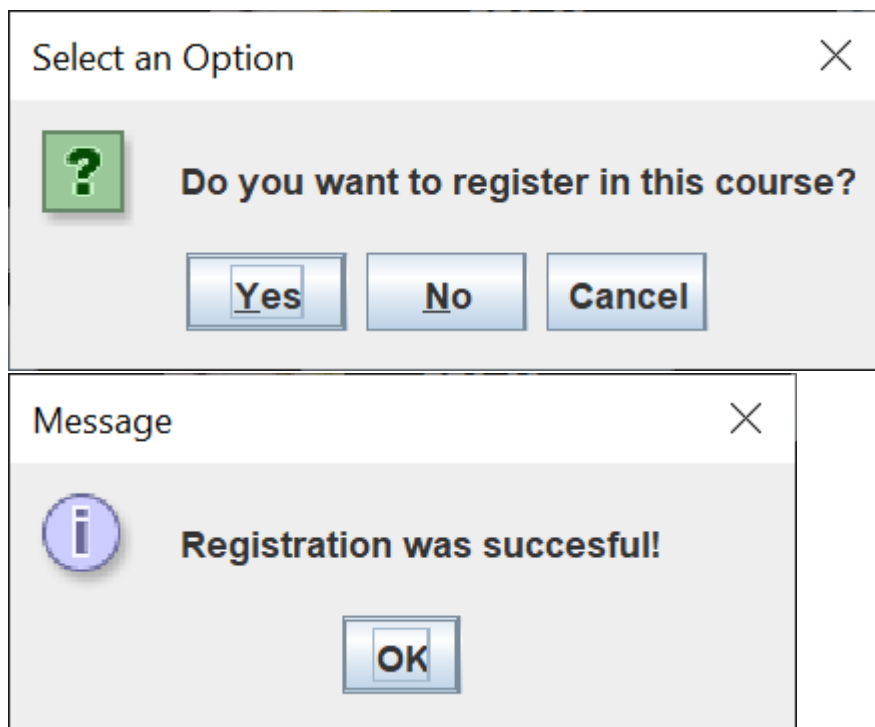 Select an Option
?
Do you want to register in this course?
Yes No Cancel
Message
i
Registration was succesful!
OK